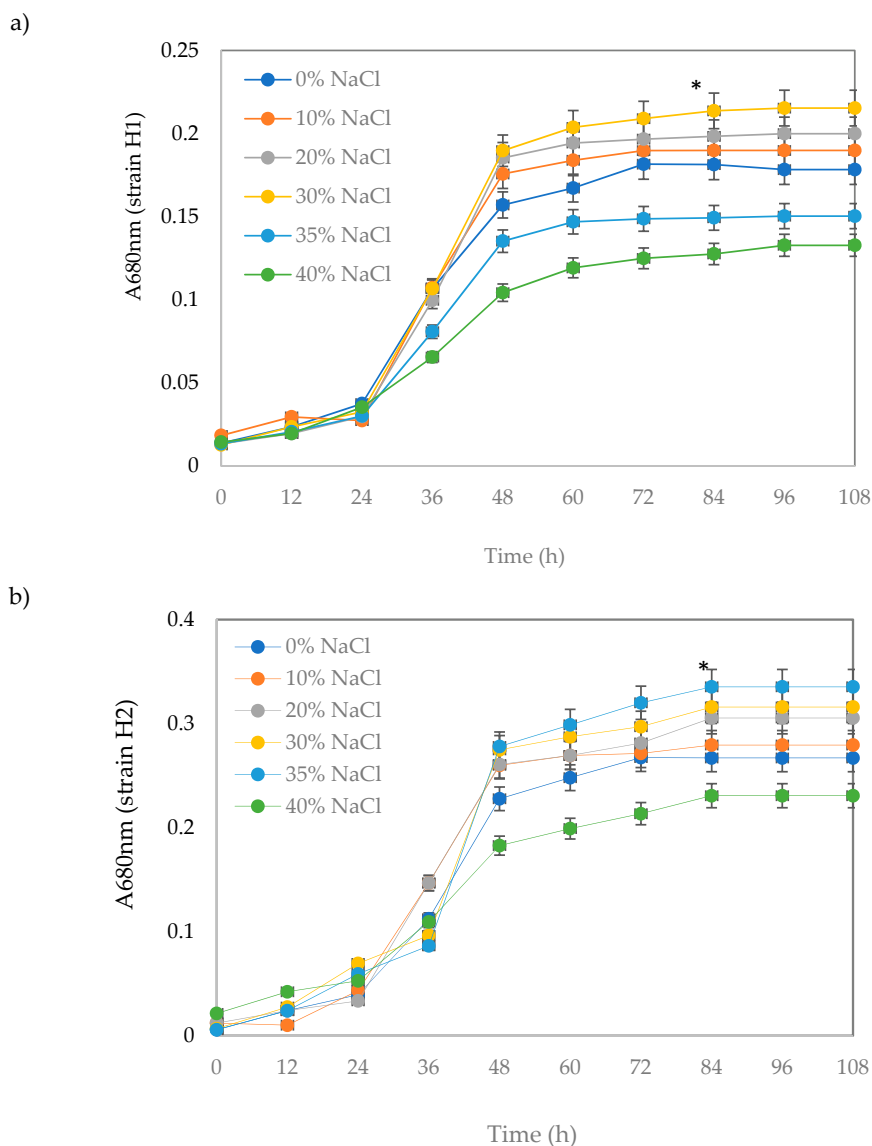 a)
0.25
0.2
0.15
0.1
0.05
0
A680nm (strain H1)
0% NaCl
10% NaCl
20% NaCl
30% NaCl
35% NaCl
40% NaCl
*
0 12 24 36 48 60 72 84 96 108
Time (h)
b)
0.4
0.3
0.2
0.1
0
A680nm (strain H2)
0% NaCl
10% NaCl
20% NaCl
30% NaCl
35% NaCl
40% NaCl
*
0 12 24 36 48 60 72 84 96 108
Time (h)